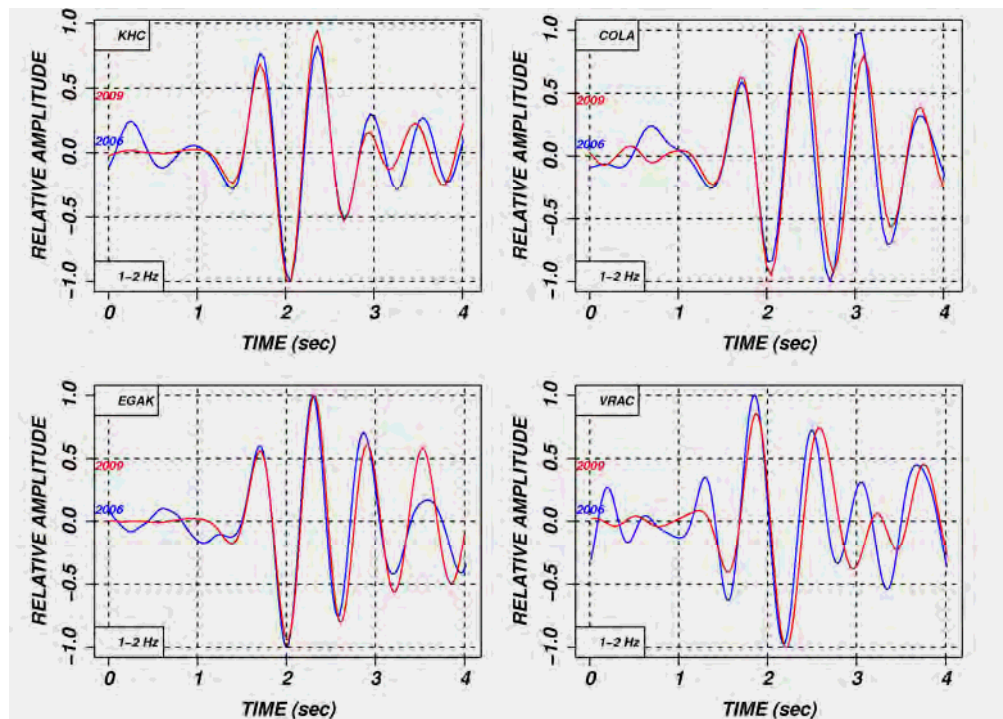 KHC
RELATIVE AMPLITUDE
1.0
0.5
0.0
−0.5
−1.0
2009
2006
1−2 Hz
0 1 2 3 4
TIME (sec)
COLA
RELATIVE AMPLITUDE
1.0
0.5
0.0
−0.5
−1.0
2009
2006
1−2 Hz
0 1 2 3 4
TIME (sec)
EGAK
RELATIVE AMPLITUDE
1.0
0.5
0.0
−0.5
−1.0
2009
2006
1−2 Hz
0 1 2 3 4
TIME (sec)
VRAC
RELATIVE AMPLITUDE
1.0
0.5
0.0
−0.5
−1.0
2009
2006
1−2 Hz
0 1 2 3 4
TIME (sec)